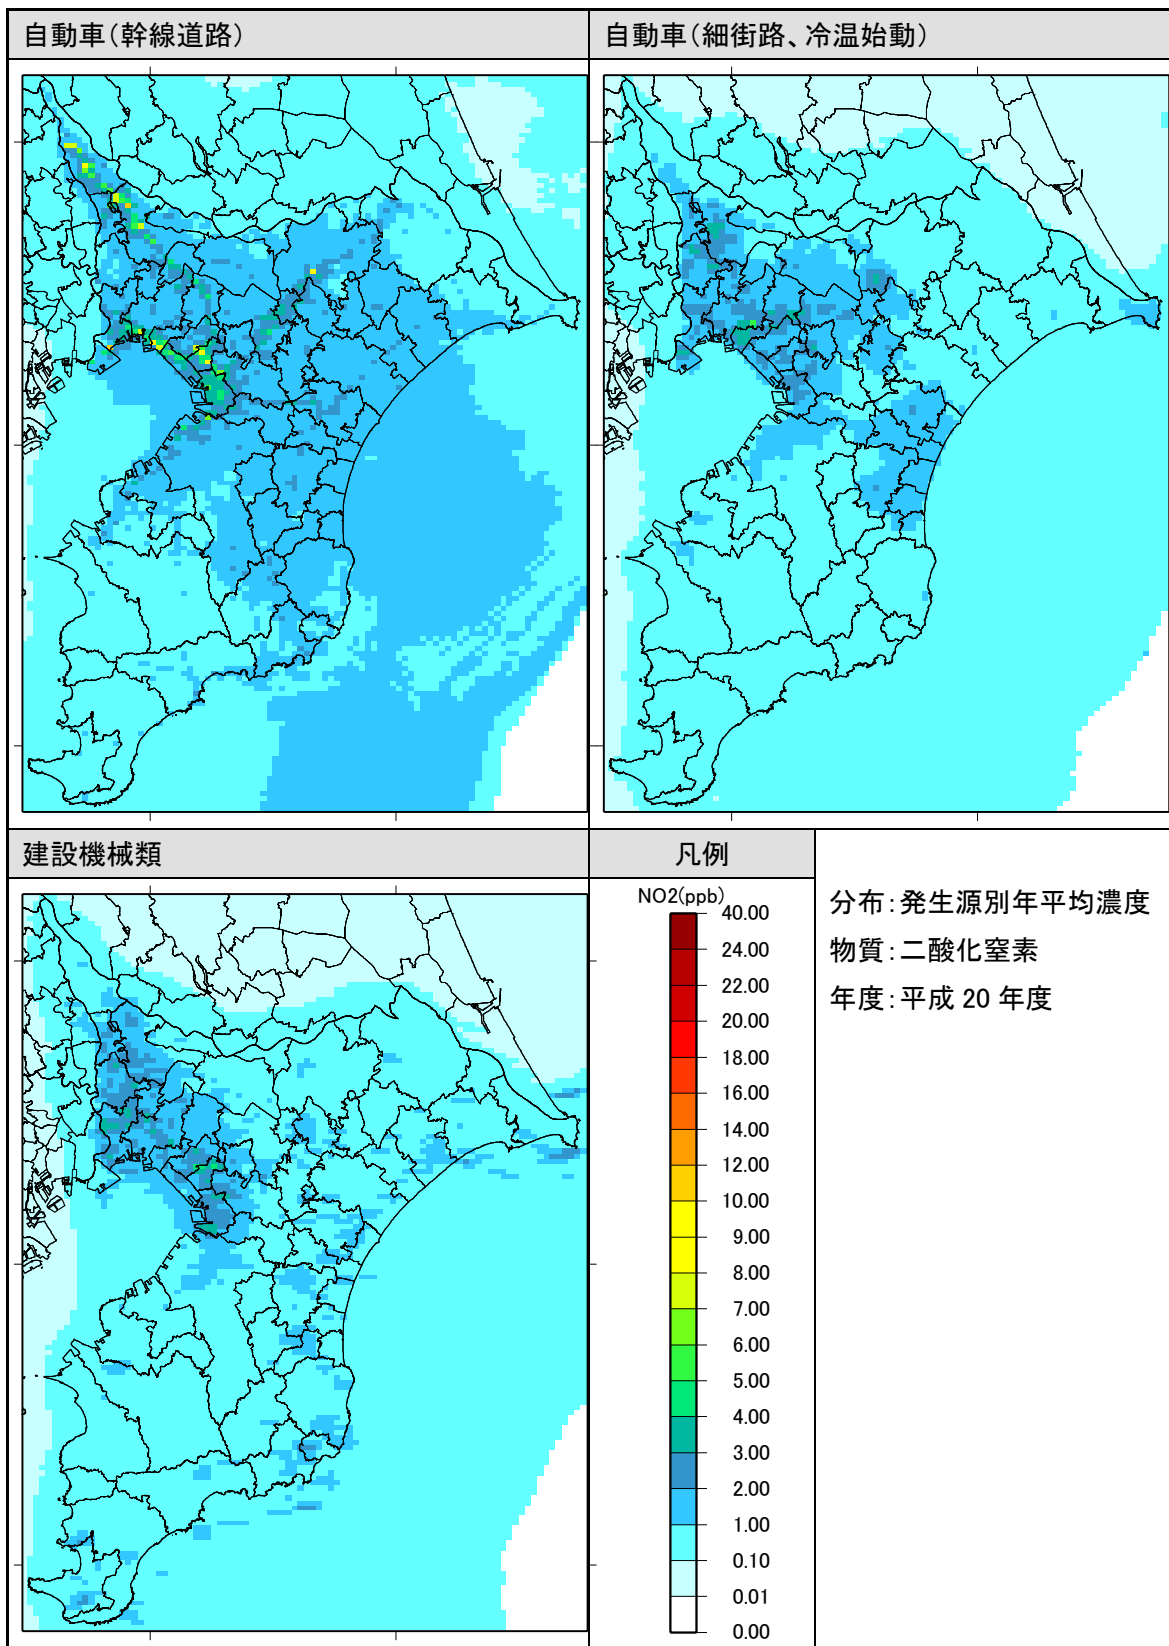 自動車(幹線道路)
自動車(細街路、冷温始動)
建設機械類
凡例
NO2(ppb)
40.00
24.00
22.00
20.00
18.00
16.00
14.00
12.00
10.00
9.00
8.00
7.00
6.00
5.00
4.00
3.00
2.00
1.00
0.10
0.01
0.00
分布:発生源別年平均濃度
物質:二酸化窒素
年度:平成 20 年度